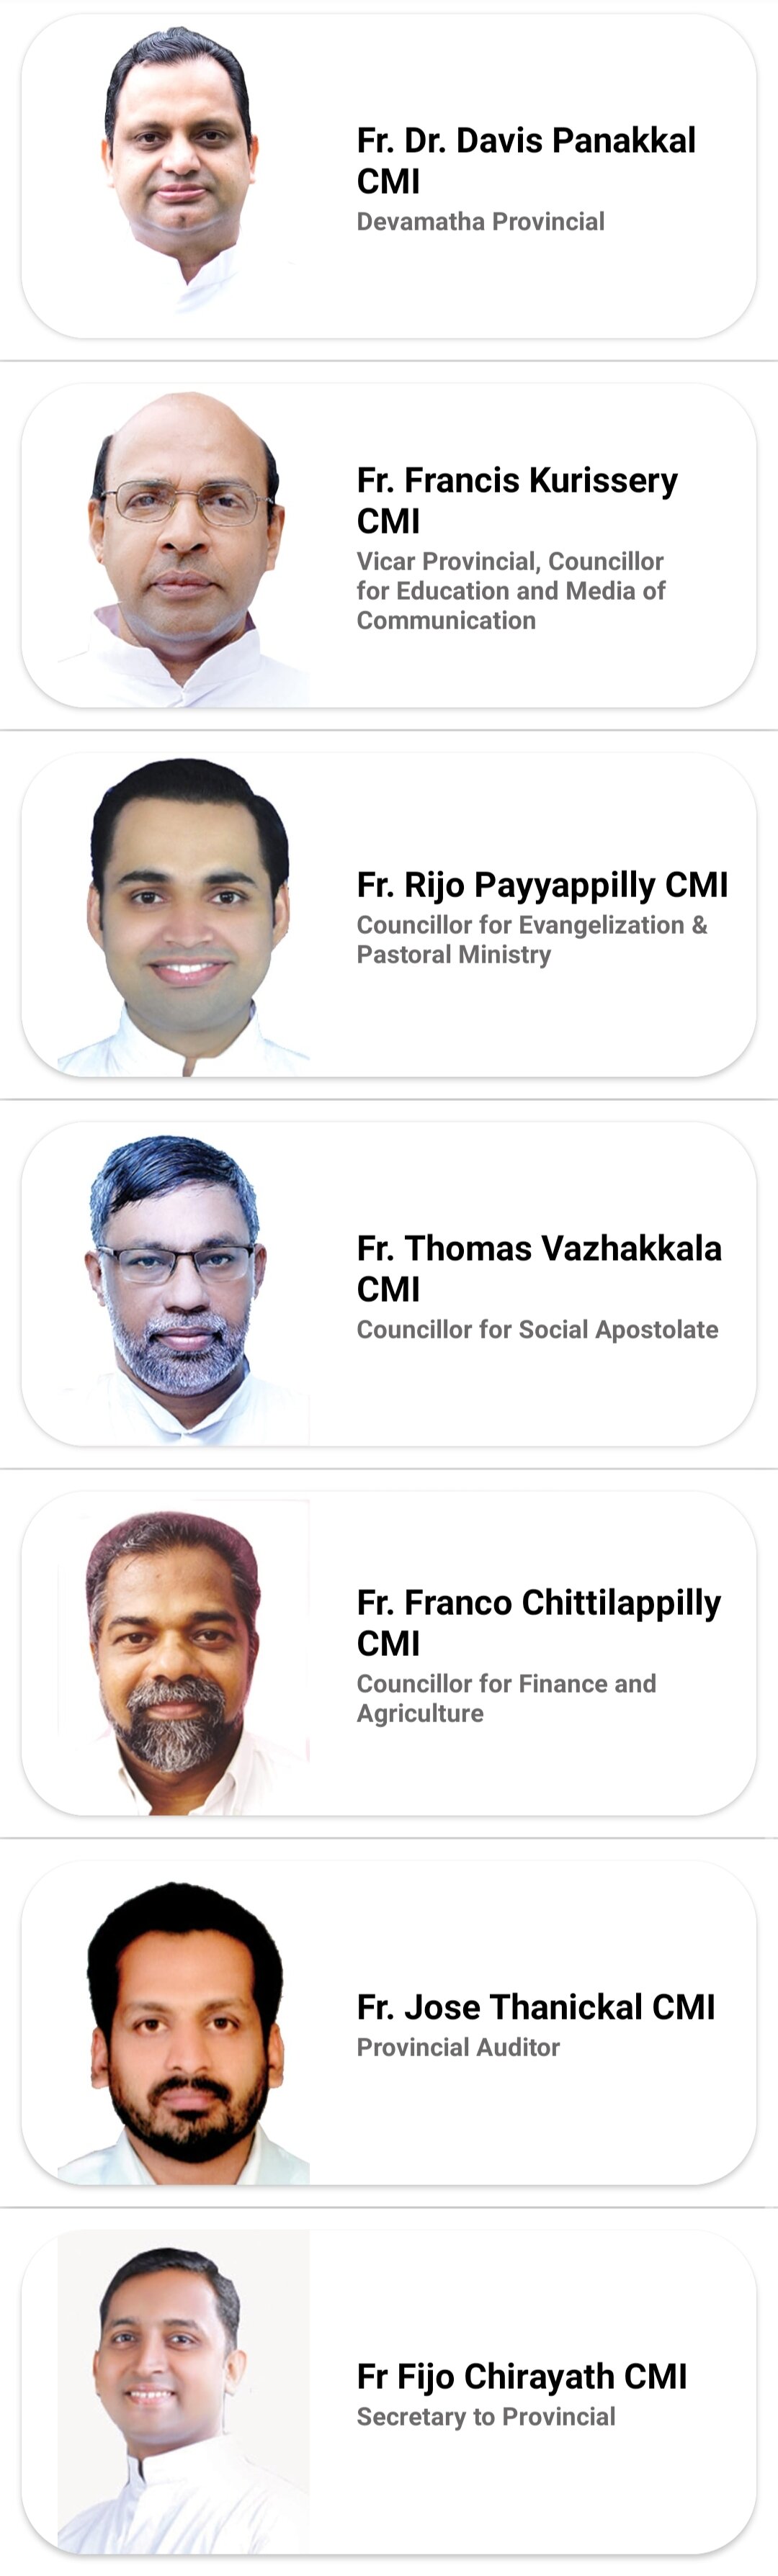 Fr. Dr. Davis Panakkal
CMI
Devamatha Provincial
Fr. Francis Kurissery
CMI
Vicar Provincial, Councillor
for Education and Media of
Communication
Fr. Rijo Payyappilly CMI
Councillor for Evangelization &
Pastoral Ministry
Fr. Thomas Vazhakkala
CMI
Councillor for Social Apostolate
Fr. Franco Chittilappilly
CMI
Councillor for Finance and
Agriculture
Fr. Jose Thanickal CMI
Provincial Auditor
Fr Fijo Chirayath CMI
Secretary to Provincial